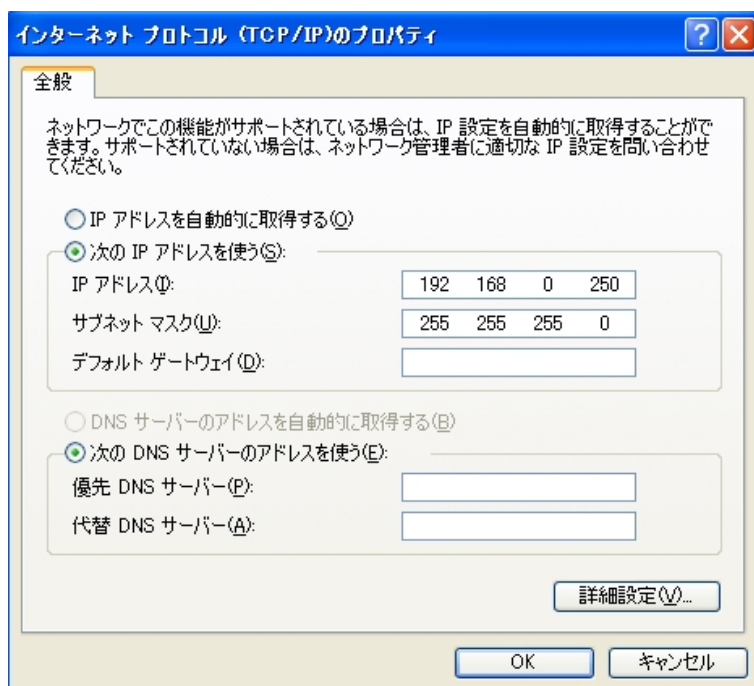 インターネット プロトコル (TCP/IP)のプロパティ
全般
ネットワークでこの機能がサポートされている場合は、IP 設定を自動的に取得することがで
きます。サポートされていない場合は、ネットワーク管理者に適切な IP 設定を問い合わせ
てください。
IP アドレスを自動的に取得する(O)
次の IP アドレスを使う(S):
IP アドレス(I): 192 168 0 250
サブネット マスク(U): 255 255 255 0
デフォルト ゲートウェイ(D):
DNS サーバーのアドレスを自動的に取得する(B)
次の DNS サーバーのアドレスを使う(E):
優先 DNS サーバー(P):
代替 DNS サーバー(A):
詳細設定(V)...
OK キャンセル